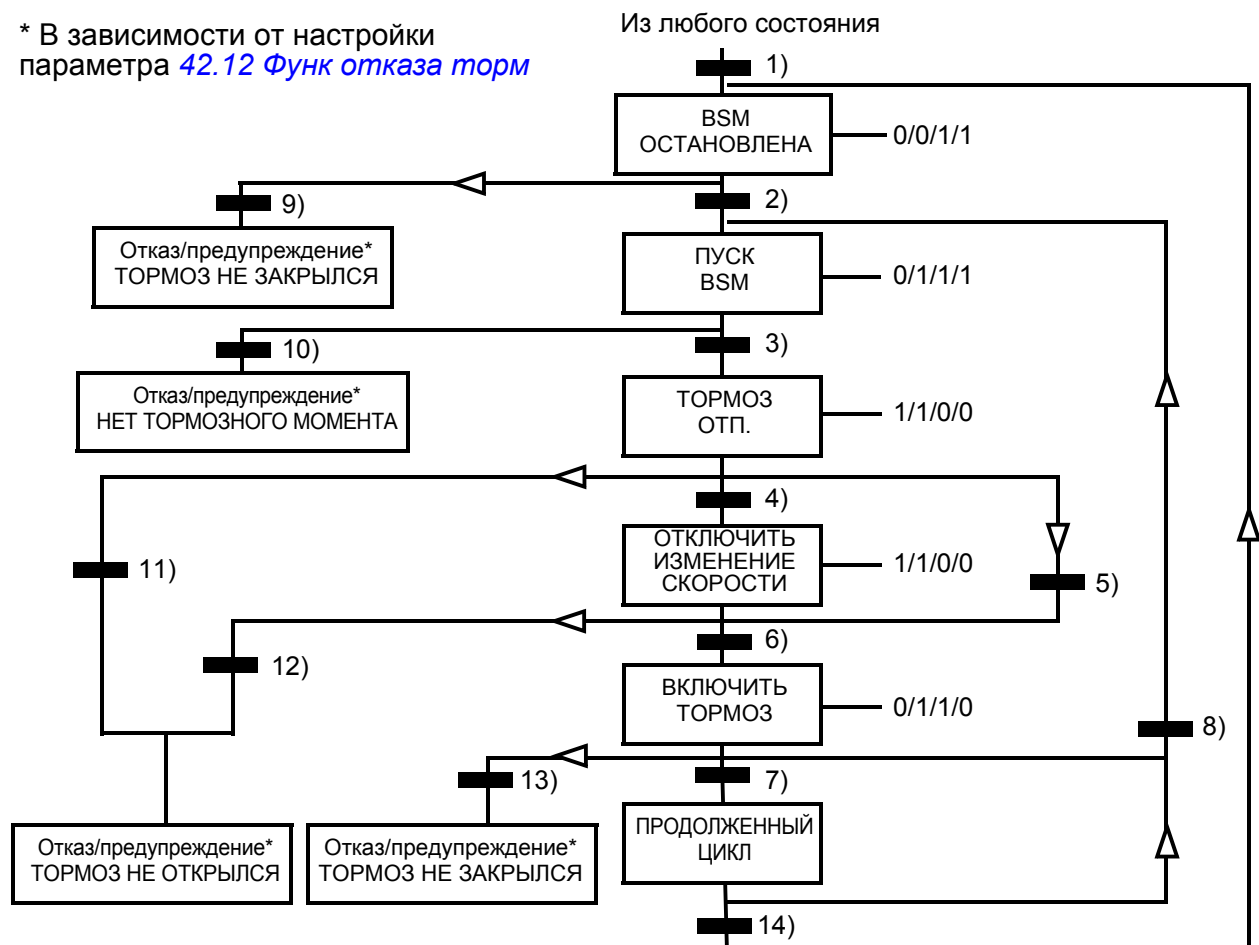 * В зависимости от настройки
параметра 42.12 Функ отказа торм
Из любого состояния
1)
BSM
ОСТАНОВЛЕНА
0/0/1/1
9)
2)
Отказ/предупреждение*
ТОРМОЗ НЕ ЗАКРЫЛСЯ
ПУСК
BSM
0/1/1/1
10)
3)
Отказ/предупреждение*
НЕТ ТОРМОЗНОГО МОМЕНТА
ТОРМОЗ
ОТП.
1/1/0/0
4)
ОТКЛЮЧИТЬ
ИЗМЕНЕНИЕ
СКОРОСТИ
1/1/0/0
11)
5)
12)
6)
ВКЛЮЧИТЬ
ТОРМОЗ
0/1/1/0
8)
13)
7)
Отказ/предупреждение*
ТОРМОЗ НЕ ОТКРЫЛСЯ
Отказ/предупреждение*
ТОРМОЗ НЕ ЗАКРЫЛСЯ
ПРОДОЛЖЕННЫЙ
ЦИКЛ
14)